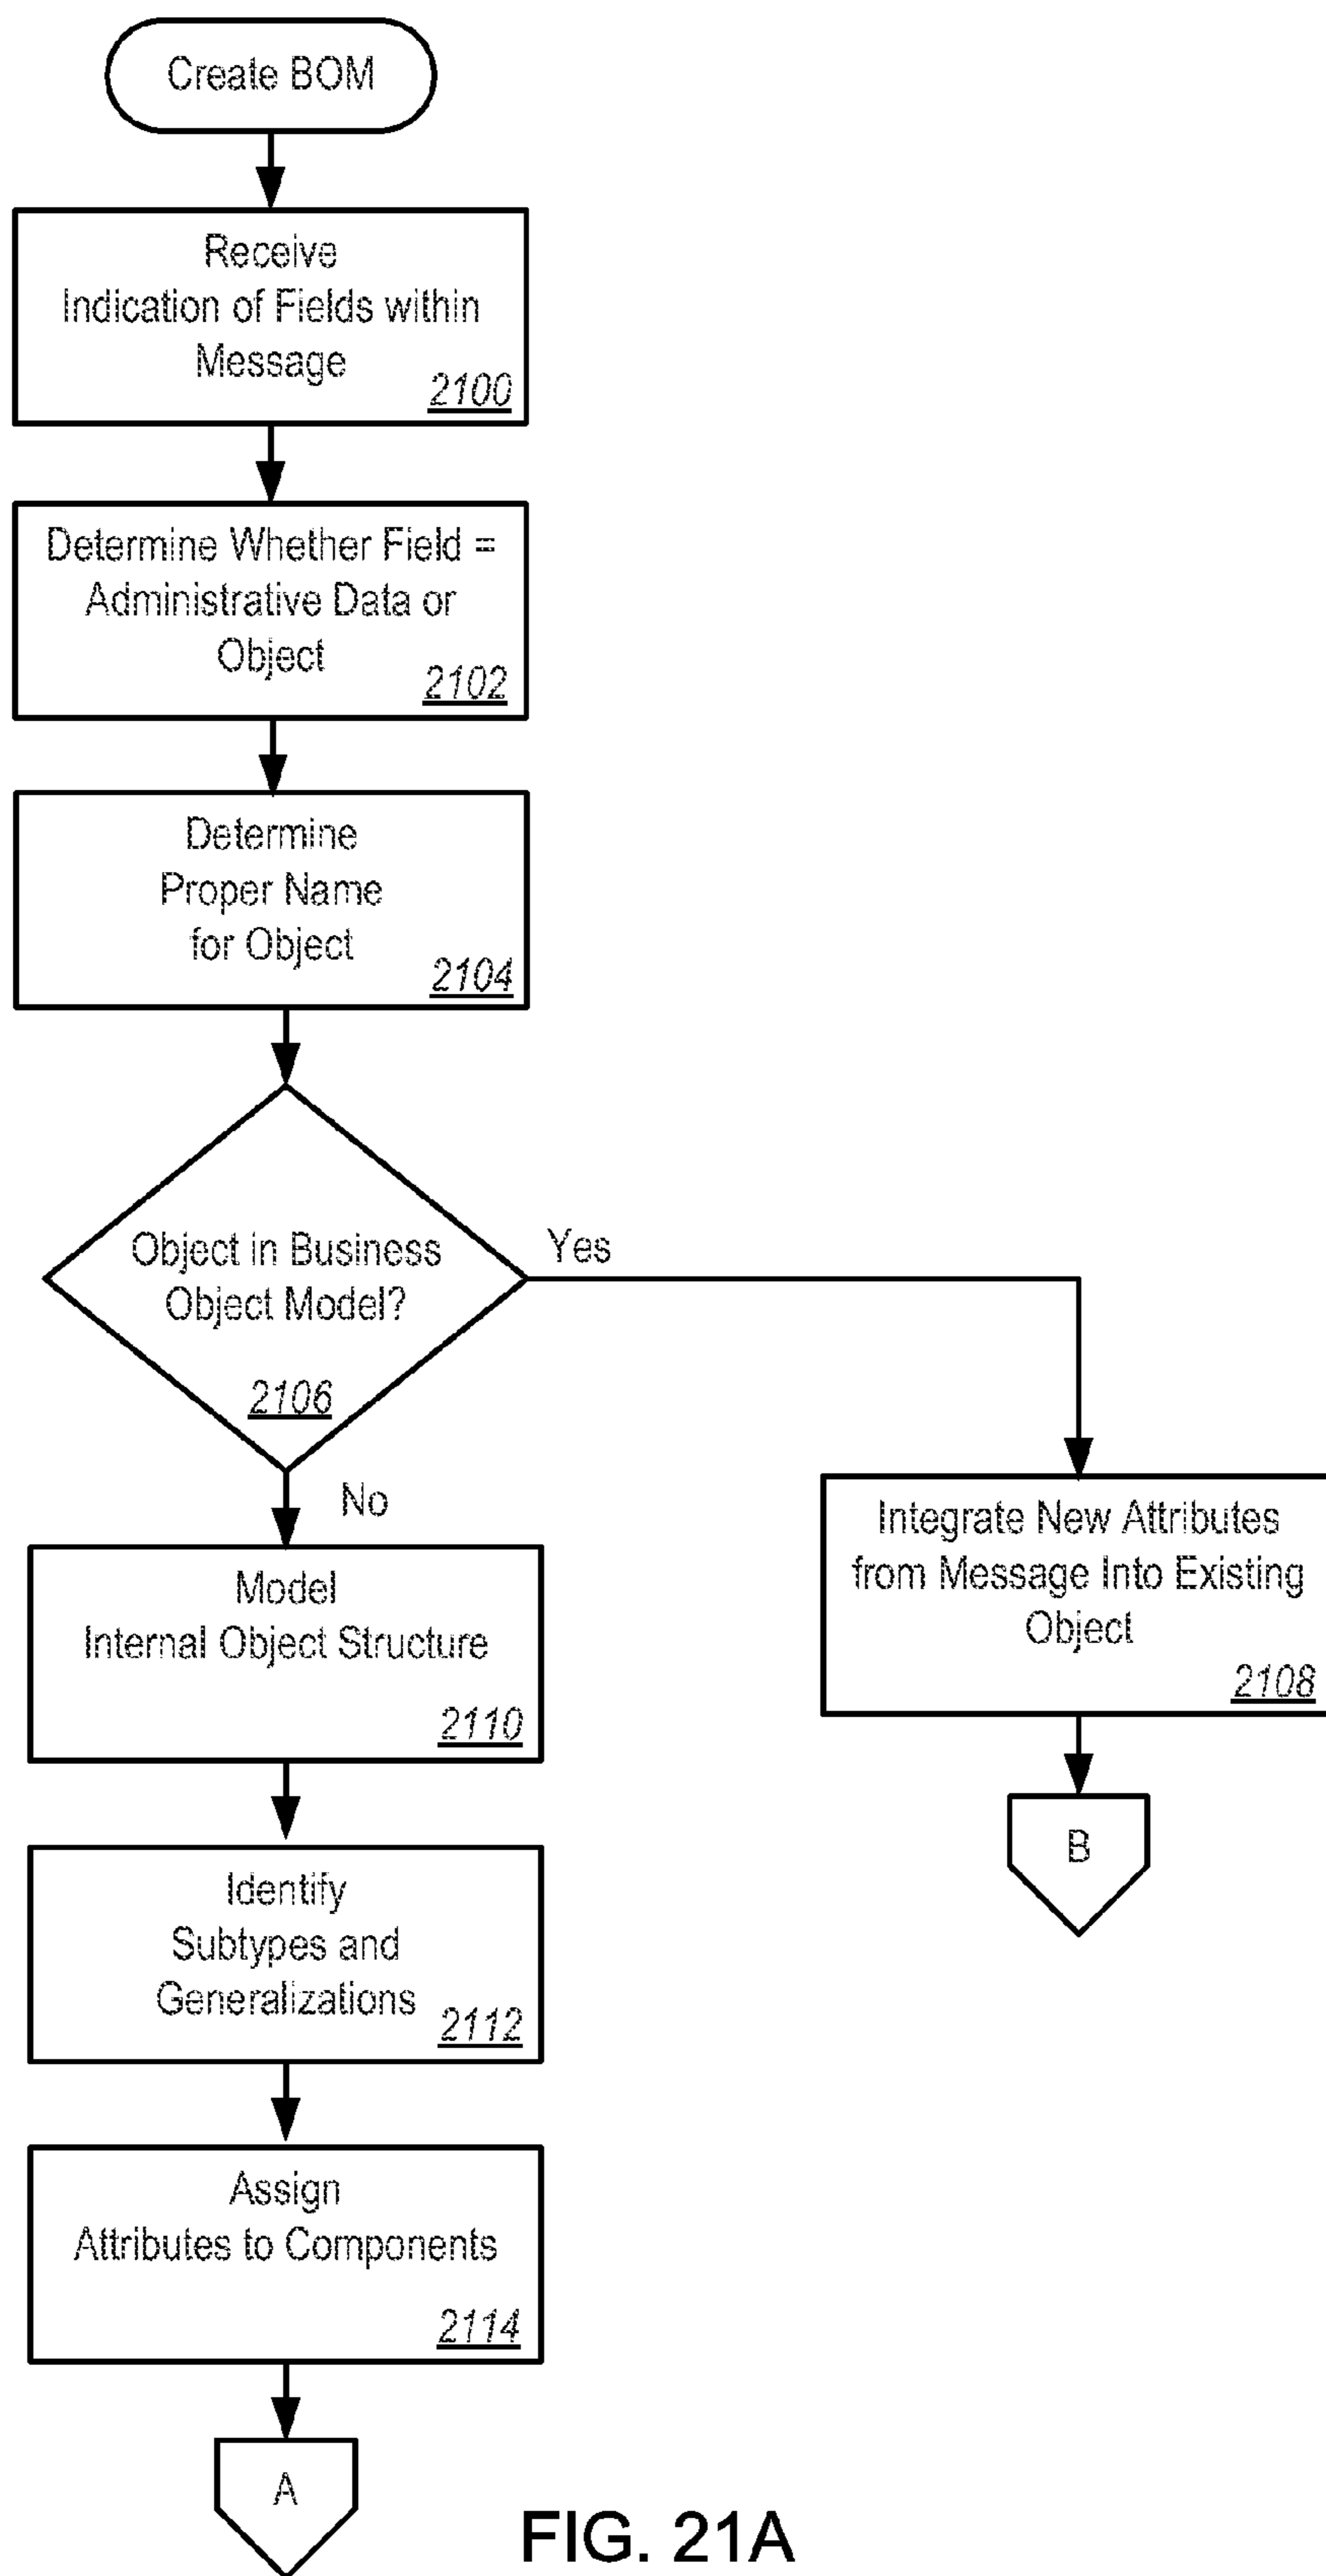 Create BOM
Receive
Indication of Fields within
Message
2100
Determine Whether Field =
Administrative Data or
Object
2102
Determine
Proper Name
for Object
2104
Object in Business
Object Model?
2106
Yes
No
Integrate New Attributes
from Message Into Existing
Object
2108
B
Model
Internal Object Structure
2110
Identify
Subtypes and
Generalizations
2112
Assign
Attributes to Components
2114
A
FIG. 21A